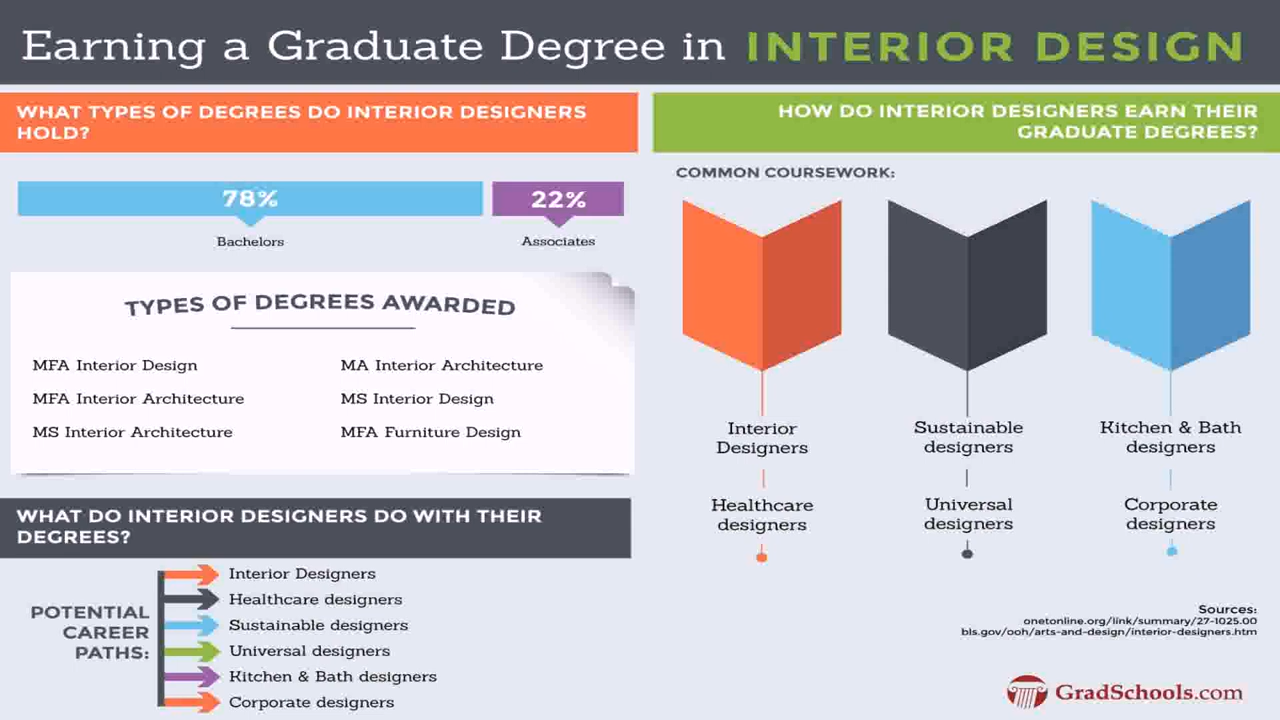 Earning a Graduate Degree in INTERIOR DESIGN
WHAT TYPES OF DEGREES DO INTERIOR DESIGNERS
HOLD?
78%
22%
Bachelors
Associates
TYPES OF DEGREES AWARDED
MFA Interior Design
MA Interior Architecture
MFA Interior Architecture
MS Interior Design
MS Interior Architecture
MFA Furniture Design
WHAT DO INTERIOR DESIGNERS DO WITH THEIR
DEGREES?
POTENTIAL
CAREER
PATHS:
Interior Designers
Healthcare designers
Sustainable designers
Universal designers
Kitchen & Bath designers
Corporate designers
HOW DO INTERIOR DESIGNERS EARN THEIR
GRADUATE DEGREES?
COMMON COURSEWORK:
Interior
Designers
Healthcare
designers
Sustainable
designers
Universal
designers
Kitchen & Bath
designers
Corporate
designers
Sources:
onetonline.org/link/summary/27-1025.00
bls.gov/ooh/arts-and-design/interior-designers.htm
GradSchools.com